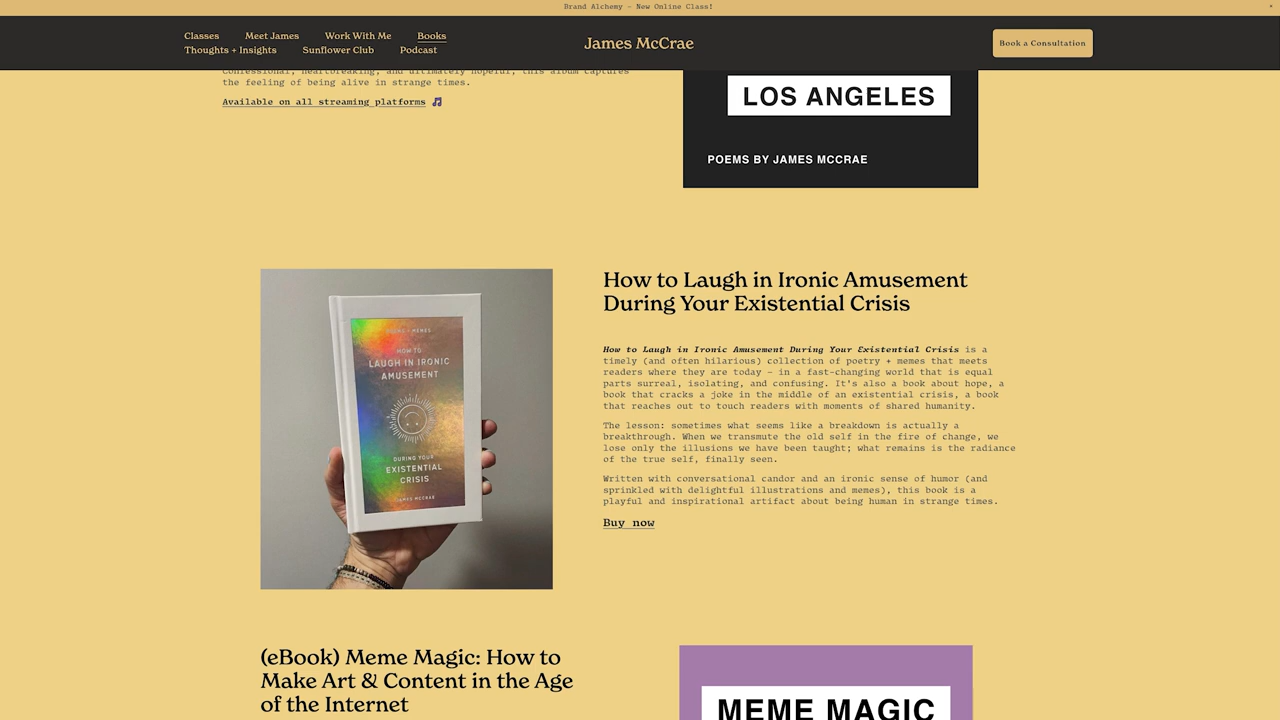 Brand Alchemy - New Online Class!
×
Classes Meet James Work With Me Books
Thoughts + Insights Sunflower Club Podcast
James McCrae
Book a Consultation
Confessional, heartbreaking, and ultimately hopeful, this album captures
the feeling of being alive in strange times.
Available on all streaming platforms 🎵
LOS ANGELES
POEMS BY JAMES MCCRAE
HOW TO
LAUGH IN IRONIC
AMUSEMENT
DURING YOUR
EXISTENTIAL
CRISIS
JAMES MCCRAE
How to Laugh in Ironic Amusement
During Your Existential Crisis
How to Laugh in Ironic Amusement During Your Existential Crisis is a
timely (and often hilarious) collection of poetry + memes that meets
readers where they are today - in a fast-changing world that is equal
parts surreal, isolating, and confusing. It's also a book about hope, a
book that cracks a joke in the middle of an existential crisis, a book
that reaches out to touch readers with moments of shared humanity.
The lesson: sometimes what seems like a breakdown is actually a
breakthrough. When we transmute the old self in the fire of change, we
lose only the illusions we have been taught; what remains is the radiance
of the true self, finally seen.
Written with conversational candor and an ironic sense of humor (and
sprinkled with delightful illustrations and memes), this book is a
playful and inspirational artifact about being human in strange times.
Buy now
(eBook) Meme Magic: How to
Make Art & Content in the Age
of the Internet
MEME MAGIC